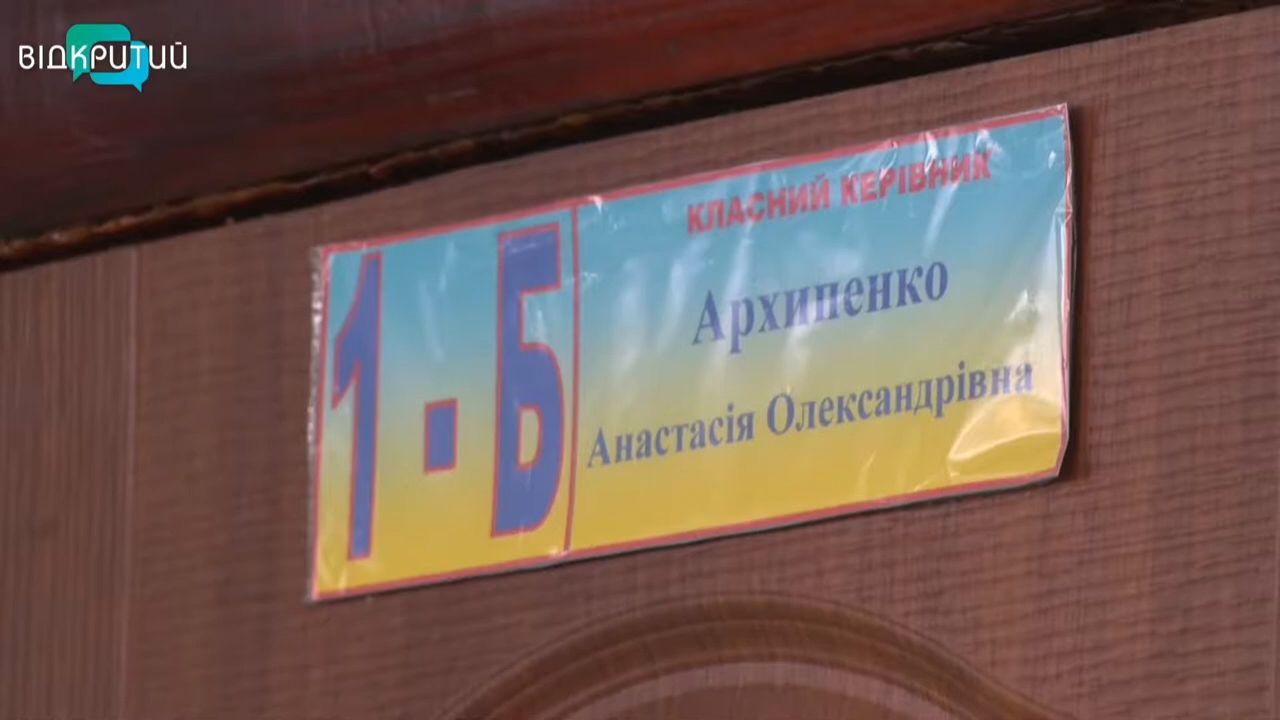 ВІДКРИТИЙ
КЛАСНИЙ КЕРІВНИК
1 - Б
Архипенко
Анастасія Олександрівна